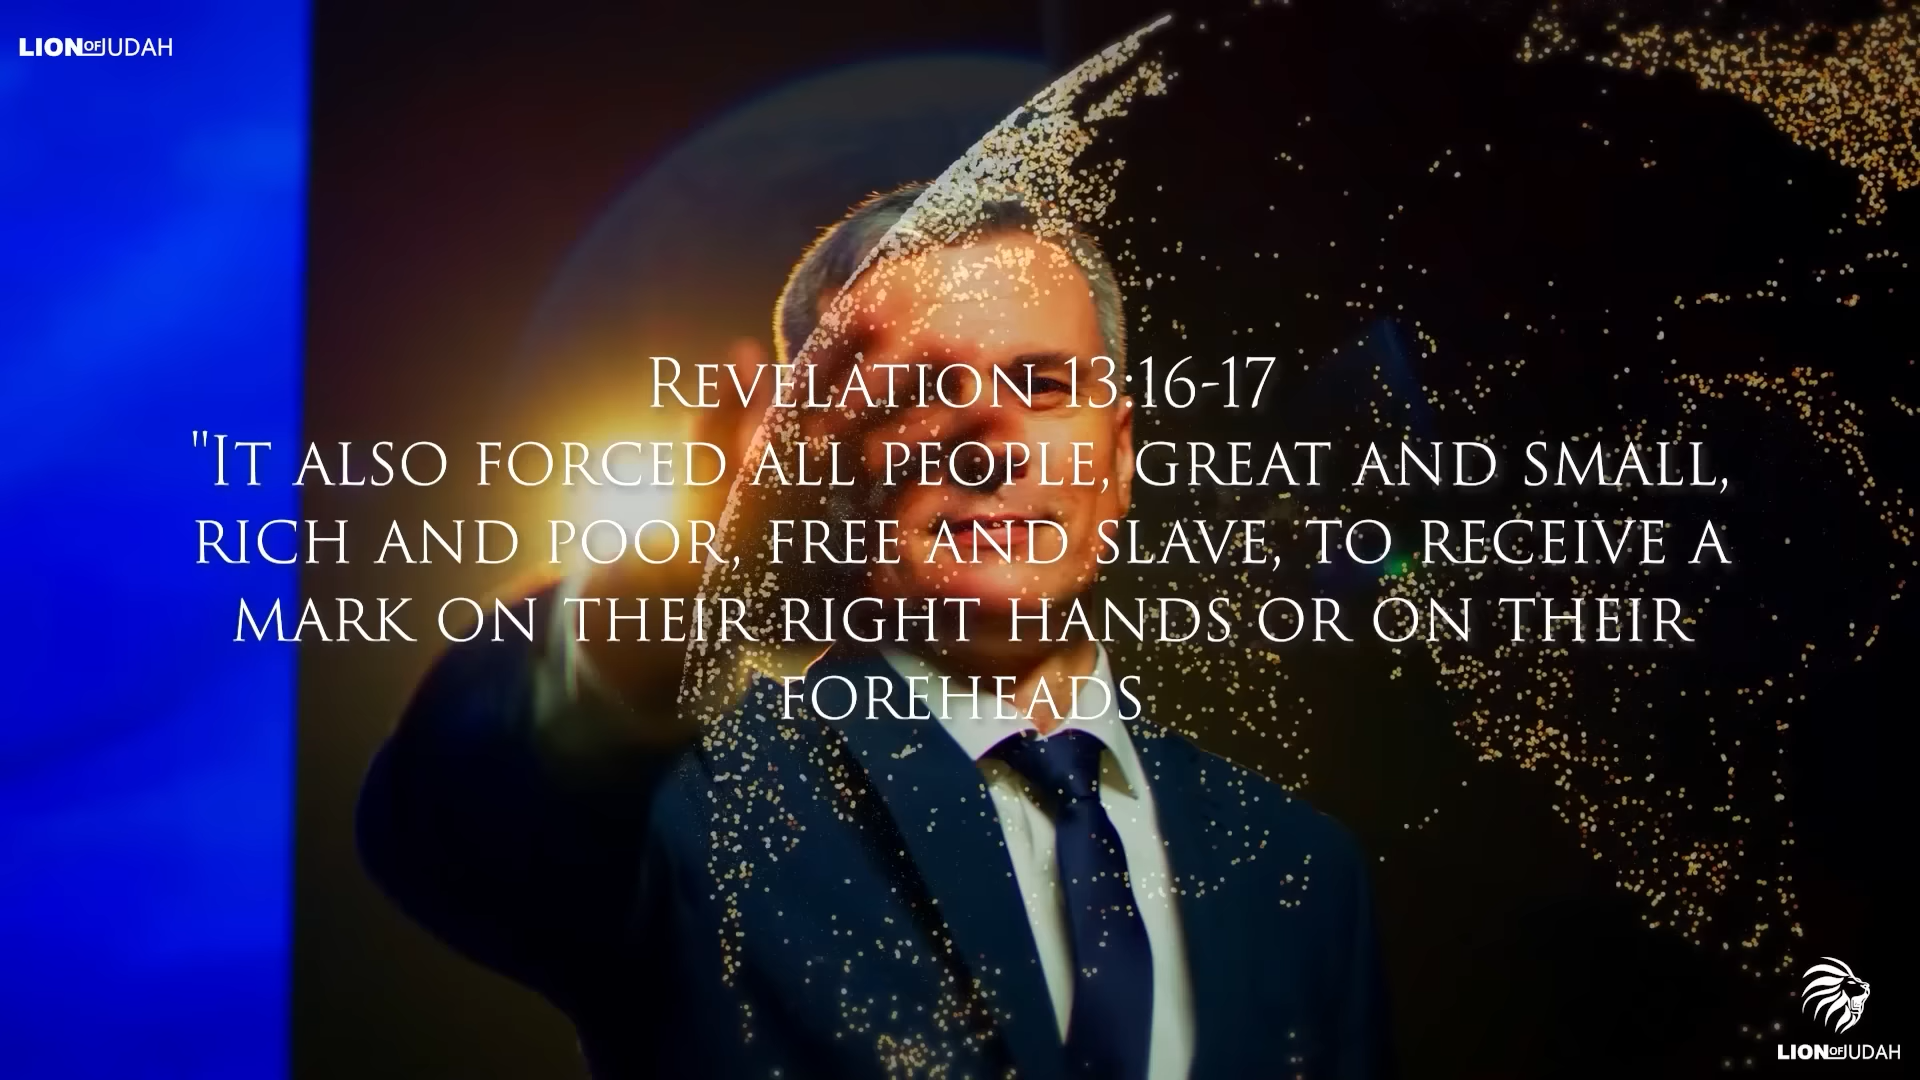 LIONOFJUDAH
Revelation 13:16-17
"It also forced all people, great and small,
rich and poor, free and slave, to receive a
mark on their right hands or on their
foreheads
LIONOFJUDAH